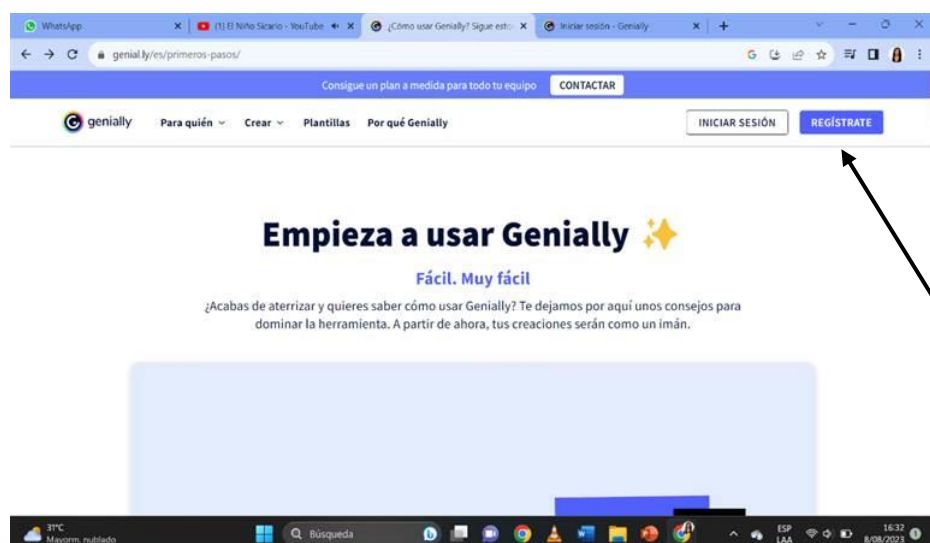 WhatsApp
(1) El Niño Sicario - YouTube
¿Cómo usar Genially? Sigue esto
Iniciar sesión - Genially
genial.ly/es/primeros-pasos/
Consigue un plan a medida para todo tu equipo CONTACTAR
genially Para quién Crear Plantillas Por qué Genially INICIAR SESIÓN REGÍSTRATE
Empieza a usar Genially
Fácil. Muy fácil
¿Acabas de aterrizar y quieres saber cómo usar Genially? Te dejamos por aquí unos consejos para
dominar la herramienta. A partir de ahora, tus creaciones serán como un imán.
31°C
Mayorm. nublado
Búsqueda
ESP
LAA
16:32
8/08/2023